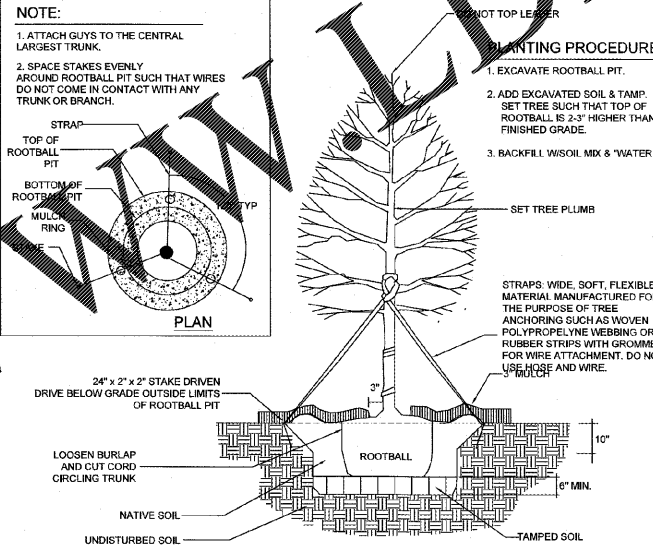 NOTE:
1. ATTACH GUYS TO THE CENTRAL
LARGEST TRUNK.
2. SPACE STAKES EVENLY
AROUND ROOTBALL PIT SUCH THAT WIRES
DO NOT COME IN CONTACT WITH ANY
TRUNK OR BRANCH.
STRAP
TOP OF
ROOTBALL
PIT
BOTTOM OF
ROOTBALL PIT
MULCH
RING
STAKE
TYP
PLAN
DO NOT TOP LEADER
PLANTING PROCEDURE
1. EXCAVATE ROOTBALL PIT.
2. ADD EXCAVATED SOIL & TAMP.
SET TREE SUCH THAT TOP OF
ROOTBALL IS 2-3" HIGHER THAN
FINISHED GRADE.
3. BACKFILL W/SOIL MIX & "WATER
SET TREE PLUMB
STRAPS: WIDE, SOFT, FLEXIBLE
MATERIAL MANUFACTURED FO
THE PURPOSE OF TREE
ANCHORING SUCH AS WOVEN
POLYPROPELYNE WEBBING OR
RUBBER STRIPS WITH GROMME
FOR WIRE ATTACHMENT. DO NO
USE HOSE AND WIRE.
3" MULCH
24" x 2" x 2" STAKE DRIVEN
DRIVE BELOW GRADE OUTSIDE LIMITS
OF ROOTBALL PIT
3"
10"
LOOSEN BURLAP
AND CUT CORD
CIRCLING TRUNK
ROOTBALL
6" MIN.
NATIVE SOIL
UNDISTURBED SOIL
TAMPED SOIL
WWW.L